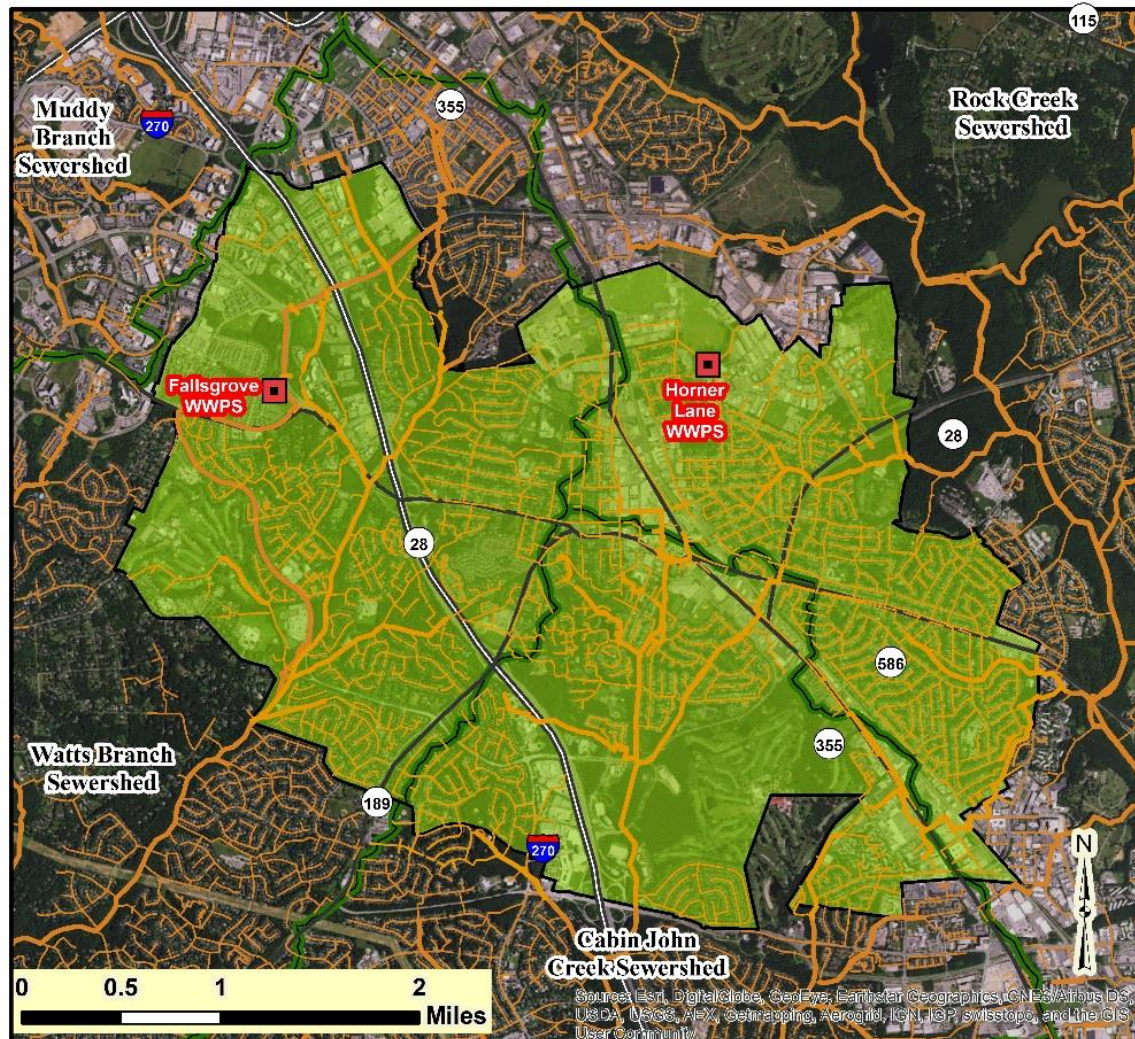 115
355
Muddy
Branch
Sewershed
270
Rock Creek
Sewershed
Fallsgrove
WWPS
Horner
Lane
WWPS
28
28
586
355
Watts Branch
Sewershed
189
270
N
Cabin John
Creek Sewershed
0 0.5 1 2
Miles
Source: Esri, DigitalGlobe, GeoEye, Earthstar Geographics, CNES/Airbus DS,
USDA, USGS, AEX, Getmapping, Aerogrid, IGN, IGP, swisstopo, and the GIS
User Community